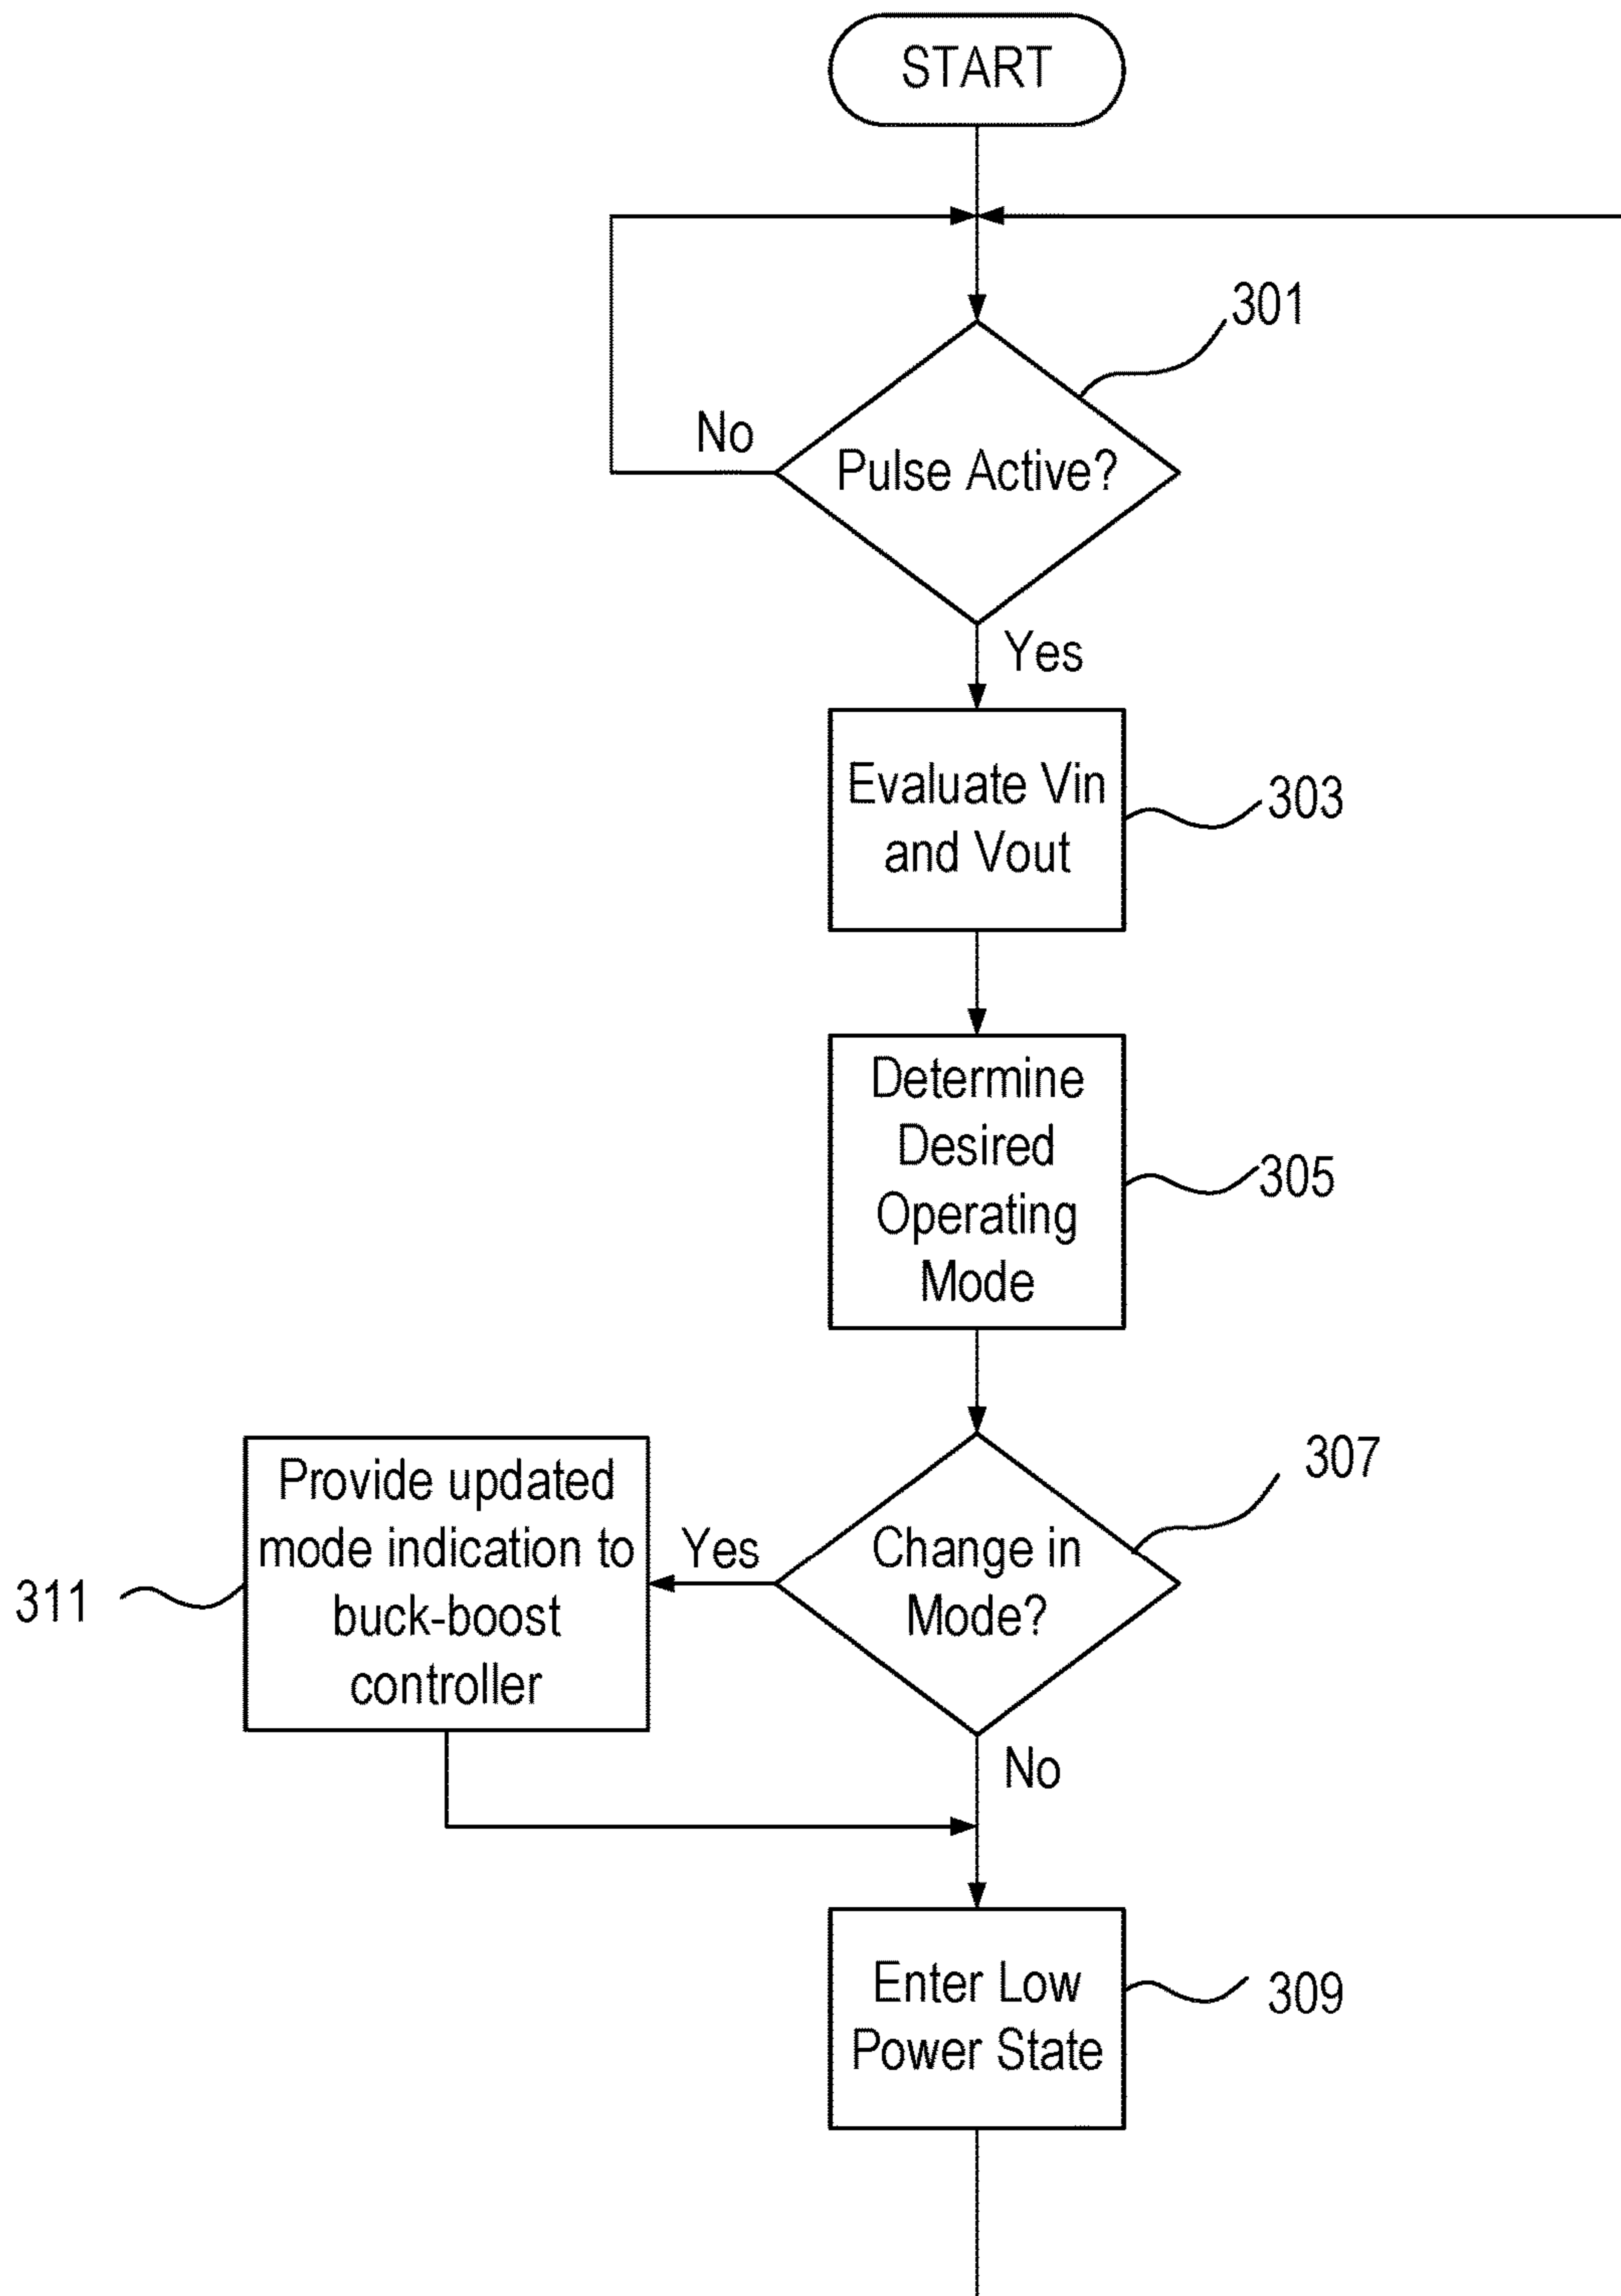 START
301
No
Pulse Active?
Yes
Evaluate Vin
and Vout
303
Determine
Desired
Operating
Mode
305
307
Provide updated
mode indication to
buck-boost
controller
311
Yes
Change in
Mode?
No
Enter Low
Power State
309